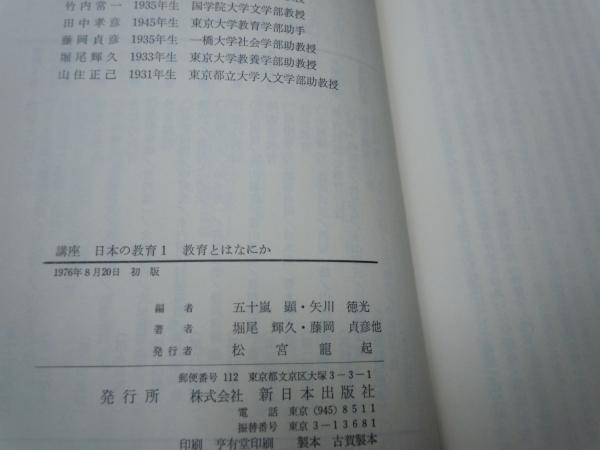 竹内常一 1935年生 国学院大学文学部教授
田中孝彦 1945年生 東京大学教育学部助手
藤岡貞彦 1935年生 一橋大学社会学部助教授
堀尾輝久 1933年生 東京大学教養学部助教授
山住正己 1931年生 東京都立大学人文学部助教授
講座 日本の教育1 教育とはなにか
1976年8月20日 初版
編者 五十嵐 顕・矢川 徳光
著者 堀尾 輝久・藤岡 貞彦他
発行者 松宮龍起
郵便番号 112 東京都文京区大塚3-3-1
発行所 株式会社 新日本出版社
電話 東京(945)8511
振替番号 東京3-13681
印刷 亨有堂印刷 製本 古賀製本